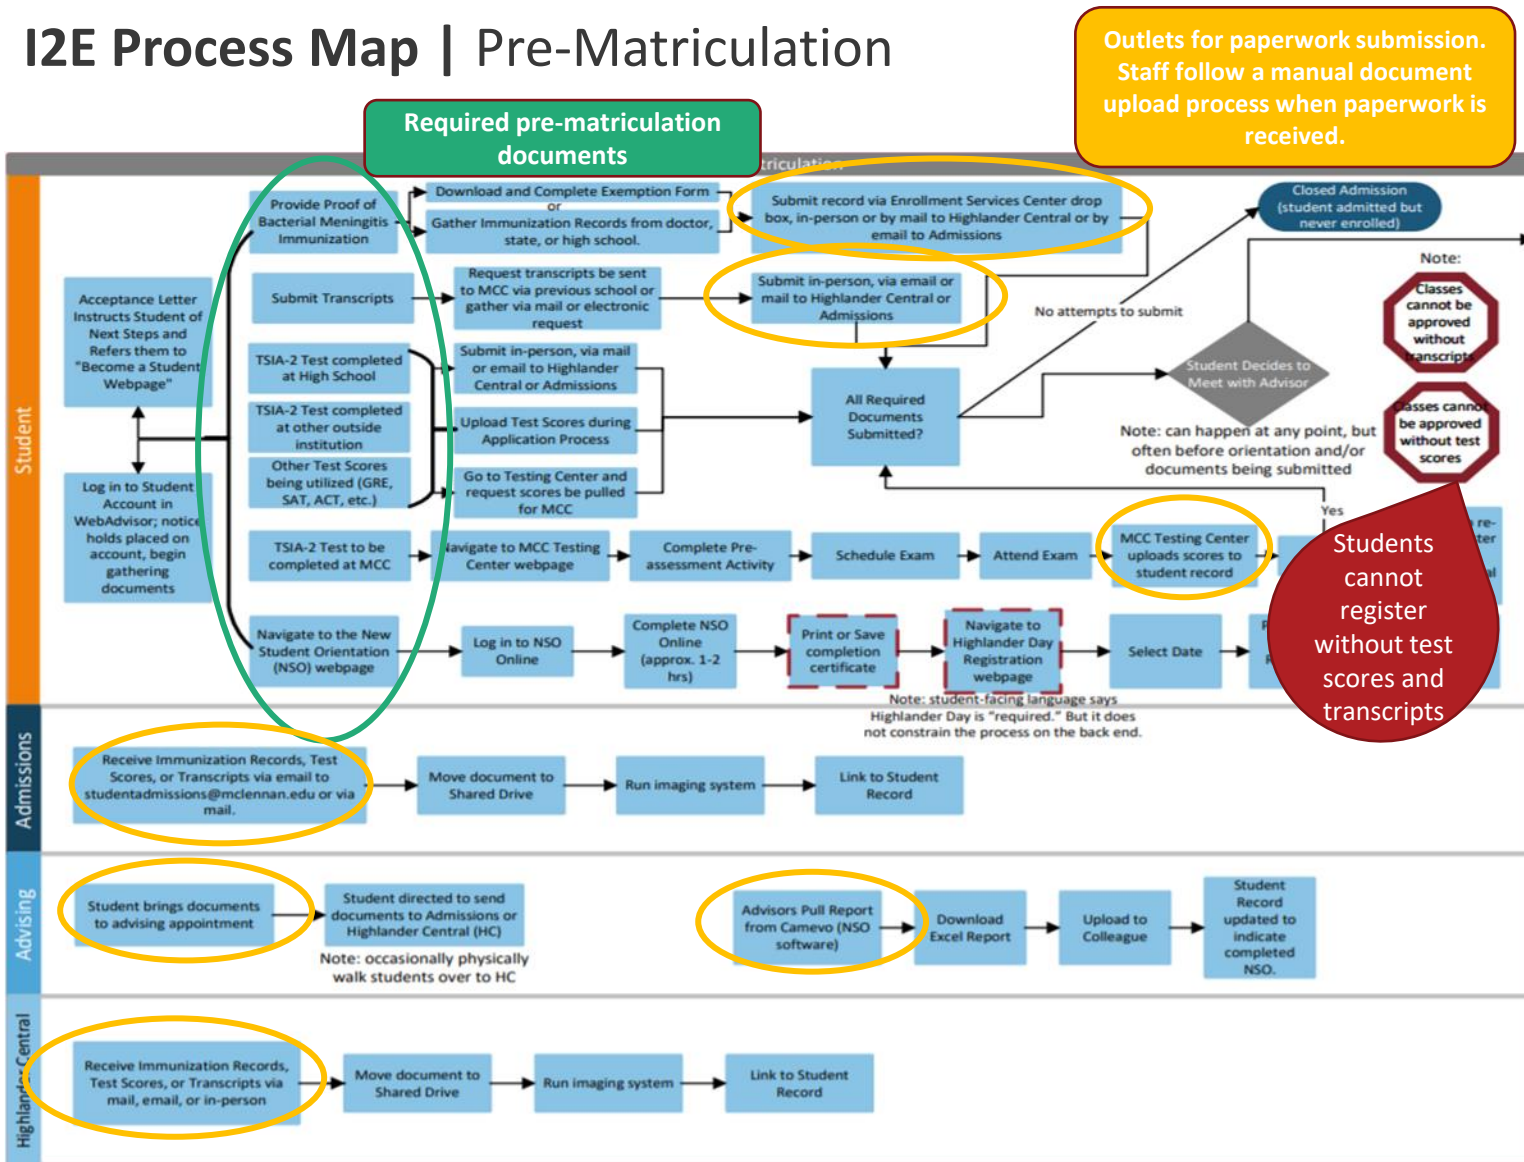 I2E Process Map | Pre-Matriculation
Outlets for paperwork submission.
Staff follow a manual document
upload process when paperwork is
received.
Required pre-matriculation
documents
triculation
Student
Acceptance Letter
Instructs Student of
Next Steps and
Refers them to
"Become a Student
Webpage"
Log in to Student
Account in
WebAdvisor; notice
holds placed on
account, begin
gathering
documents
Provide Proof of
Bacterial Meningitis
Immunization
Download and Complete Exemption Form
or
Gather Immunization Records from doctor,
state, or high school.
Submit record via Enrollment Services Center drop
box, in-person or by mail to Highlander Central or by
email to Admissions
Closed Admission
(student admitted but
never enrolled)
Submit Transcripts
Request transcripts be sent
to MCC via previous school or
gather via mail or electronic
request
Submit in-person, via email or
mail to Highlander Central or
Admissions
No attempts to submit
Note:
Classes
cannot be
approved
without
transcripts
TSIA-2 Test completed
at High School
TSIA-2 Test completed
at other outside
institution
Other Test Scores
being utilized (GRE,
SAT, ACT, etc.)
Submit in-person, via mail
or email to Highlander
Central or Admissions
Upload Test Scores during
Application Process
Go to Testing Center and
request scores be pulled
for MCC
All Required
Documents
Submitted?
Student Decides to
Meet with Advisor
Note: can happen at any point, but
often before orientation and/or
documents being submitted
Classes cannot
be approved
without test
scores
Yes
TSIA-2 Test to be
completed at MCC
Navigate to MCC Testing
Center webpage
Complete Pre-
assessment Activity
Schedule Exam
Attend Exam
MCC Testing Center
uploads scores to
student record
re-
Students
cannot
register
without test
scores and
transcripts
Navigate to the New
Student Orientation
(NSO) webpage
Log in to NSO
Online
Complete NSO
Online
(approx. 1-2
hrs)
Print or Save
completion
certificate
Navigate to
Highlander Day
Registration
webpage
Select Date
Note: student-facing language says
Highlander Day is "required." But it does
not constrain the process on the back end.
Admissions
Receive Immunization Records, Test
Scores, or Transcripts via email to
studentadmissions@mclennan.edu or via
mail.
Move document to
Shared Drive
Run imaging system
Link to Student
Record
Advising
Student brings documents
to advising appointment
Student directed to send
documents to Admissions or
Highlander Central (HC)
Note: occasionally physically
walk students over to HC
Advisors Pull Report
from Camevo (NSO
software)
Download
Excel Report
Upload to
Colleague
Student
Record
updated to
indicate
completed
NSO.
Highlander Central
Receive Immunization Records,
Test Scores, or Transcripts via
mail, email, or in-person
Move document to
Shared Drive
Run imaging system
Link to Student
Record